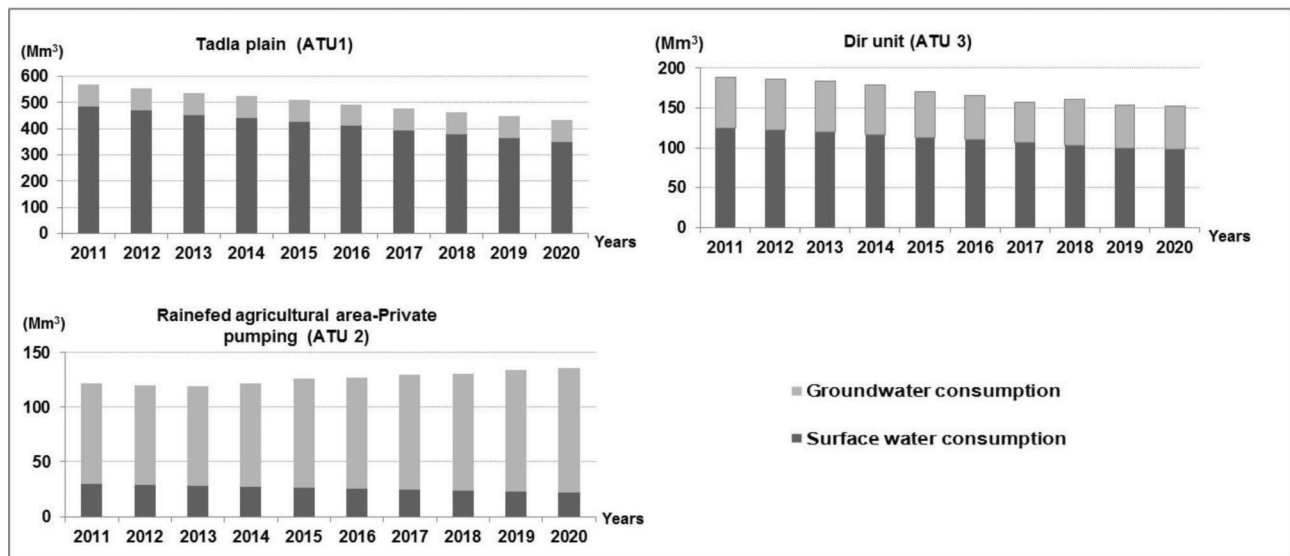 Tadla plain (ATU1)
(Mm³)
600
500
400
300
200
100
0
2011 2012 2013 2014 2015 2016 2017 2018 2019 2020
Years
Dir unit (ATU 3)
(Mm³)
200
150
100
50
0
2011 2012 2013 2014 2015 2016 2017 2018 2019 2020
Years
Rainefed agricultural area-Private
pumping (ATU 2)
(Mm³)
150
100
50
0
2011 2012 2013 2014 2015 2016 2017 2018 2019 2020
Years
Groundwater consumption
Surface water consumption